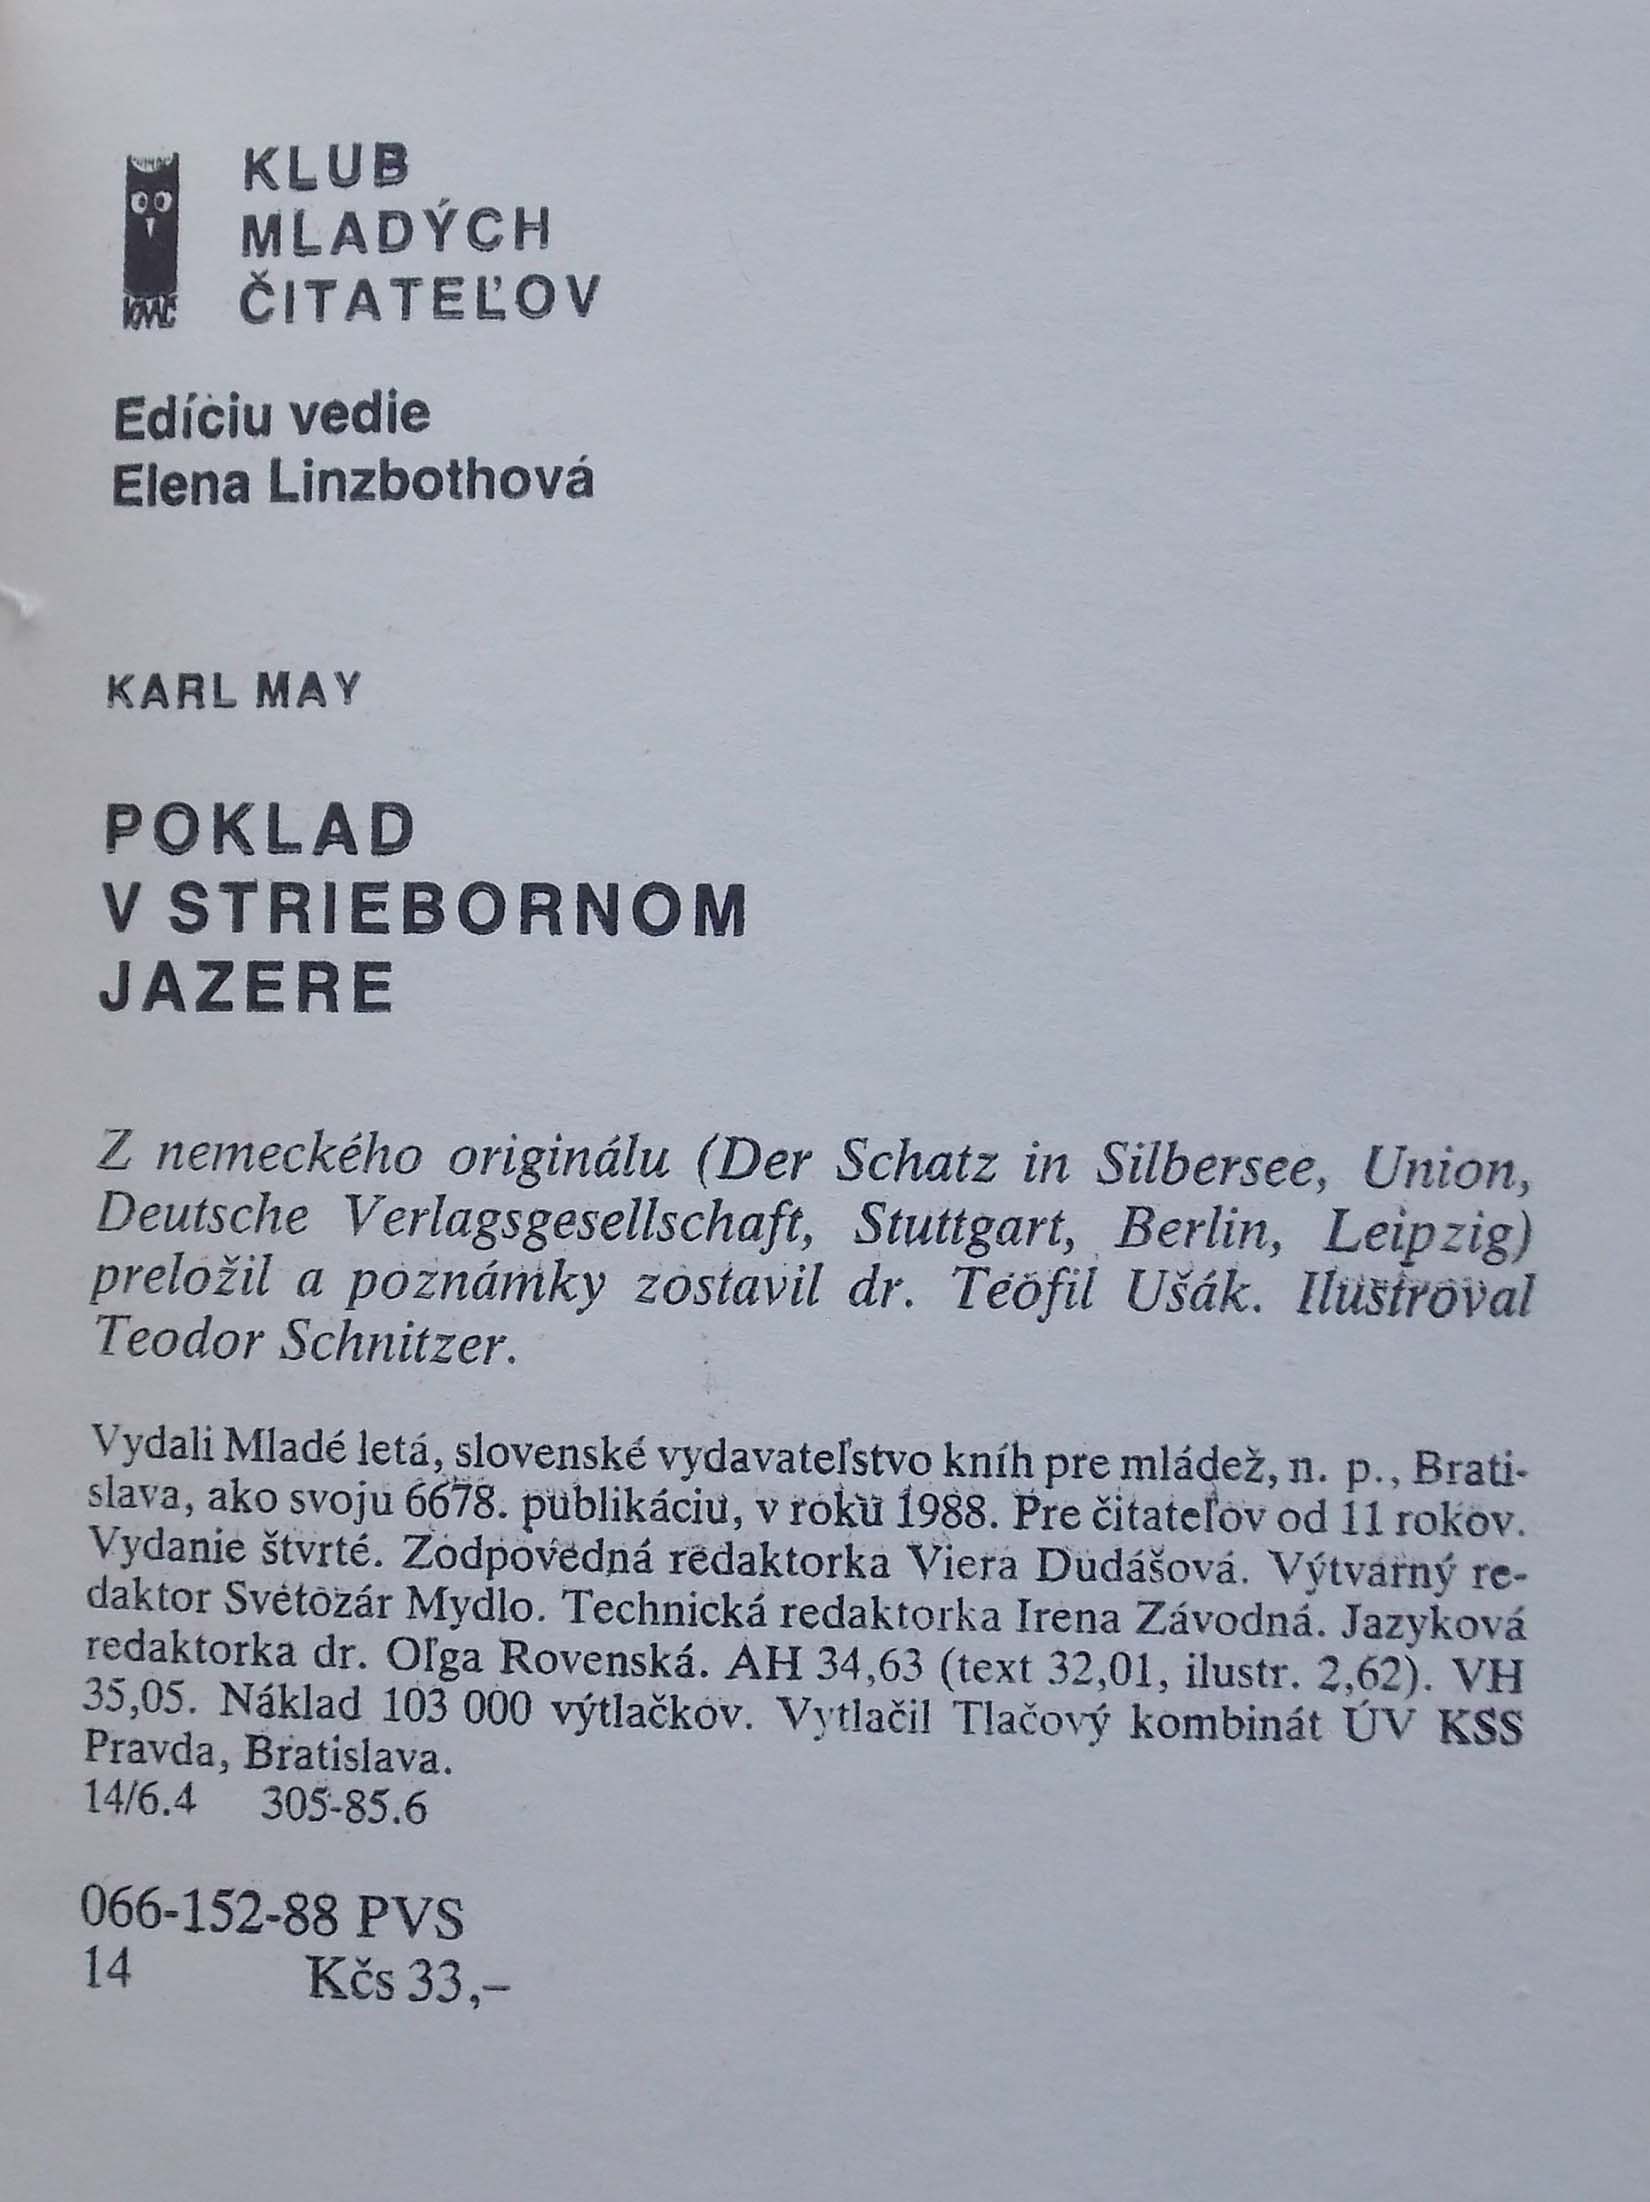 KLUB
MLADÝCH
ČITATEĽOV
KMČ
Edíciu vedie
Elena Linzbothová
KARL MAY
POKLAD
V STRIEBORNOM
JAZERE
Z nemeckého originálu (Der Schatz in Silbersee, Union,
Deutsche Verlagsgesellschaft, Stuttgart, Berlin, Leipzig)
preložil a poznámky zostavil dr. Teofil Ušák. Ilustroval
Teodor Schnitzer.
Vydali Mladé letá, slovenské vydavateľstvo kníh pre mládež, n. p., Brati-
slava, ako svoju 6678. publikáciu, v roku 1988. Pre čitateľov od 11 rokov.
Vydanie štvrté. Zodpovedná redaktorka Viera Dudášová. Výtvarný re-
daktor Svetozár Mydlo. Technická redaktorka Irena Závodná. Jazyková
redaktorka dr. Oľga Rovenská. AH 34,63 (text 32,01, ilustr. 2,62). VH
35,05. Náklad 103 000 výtlačkov. Vytlačil Tlačový kombinát ÚV KSS
Pravda, Bratislava.
14/6.4 305-85.6
066-152-88 PVS
14 Kčs 33,–